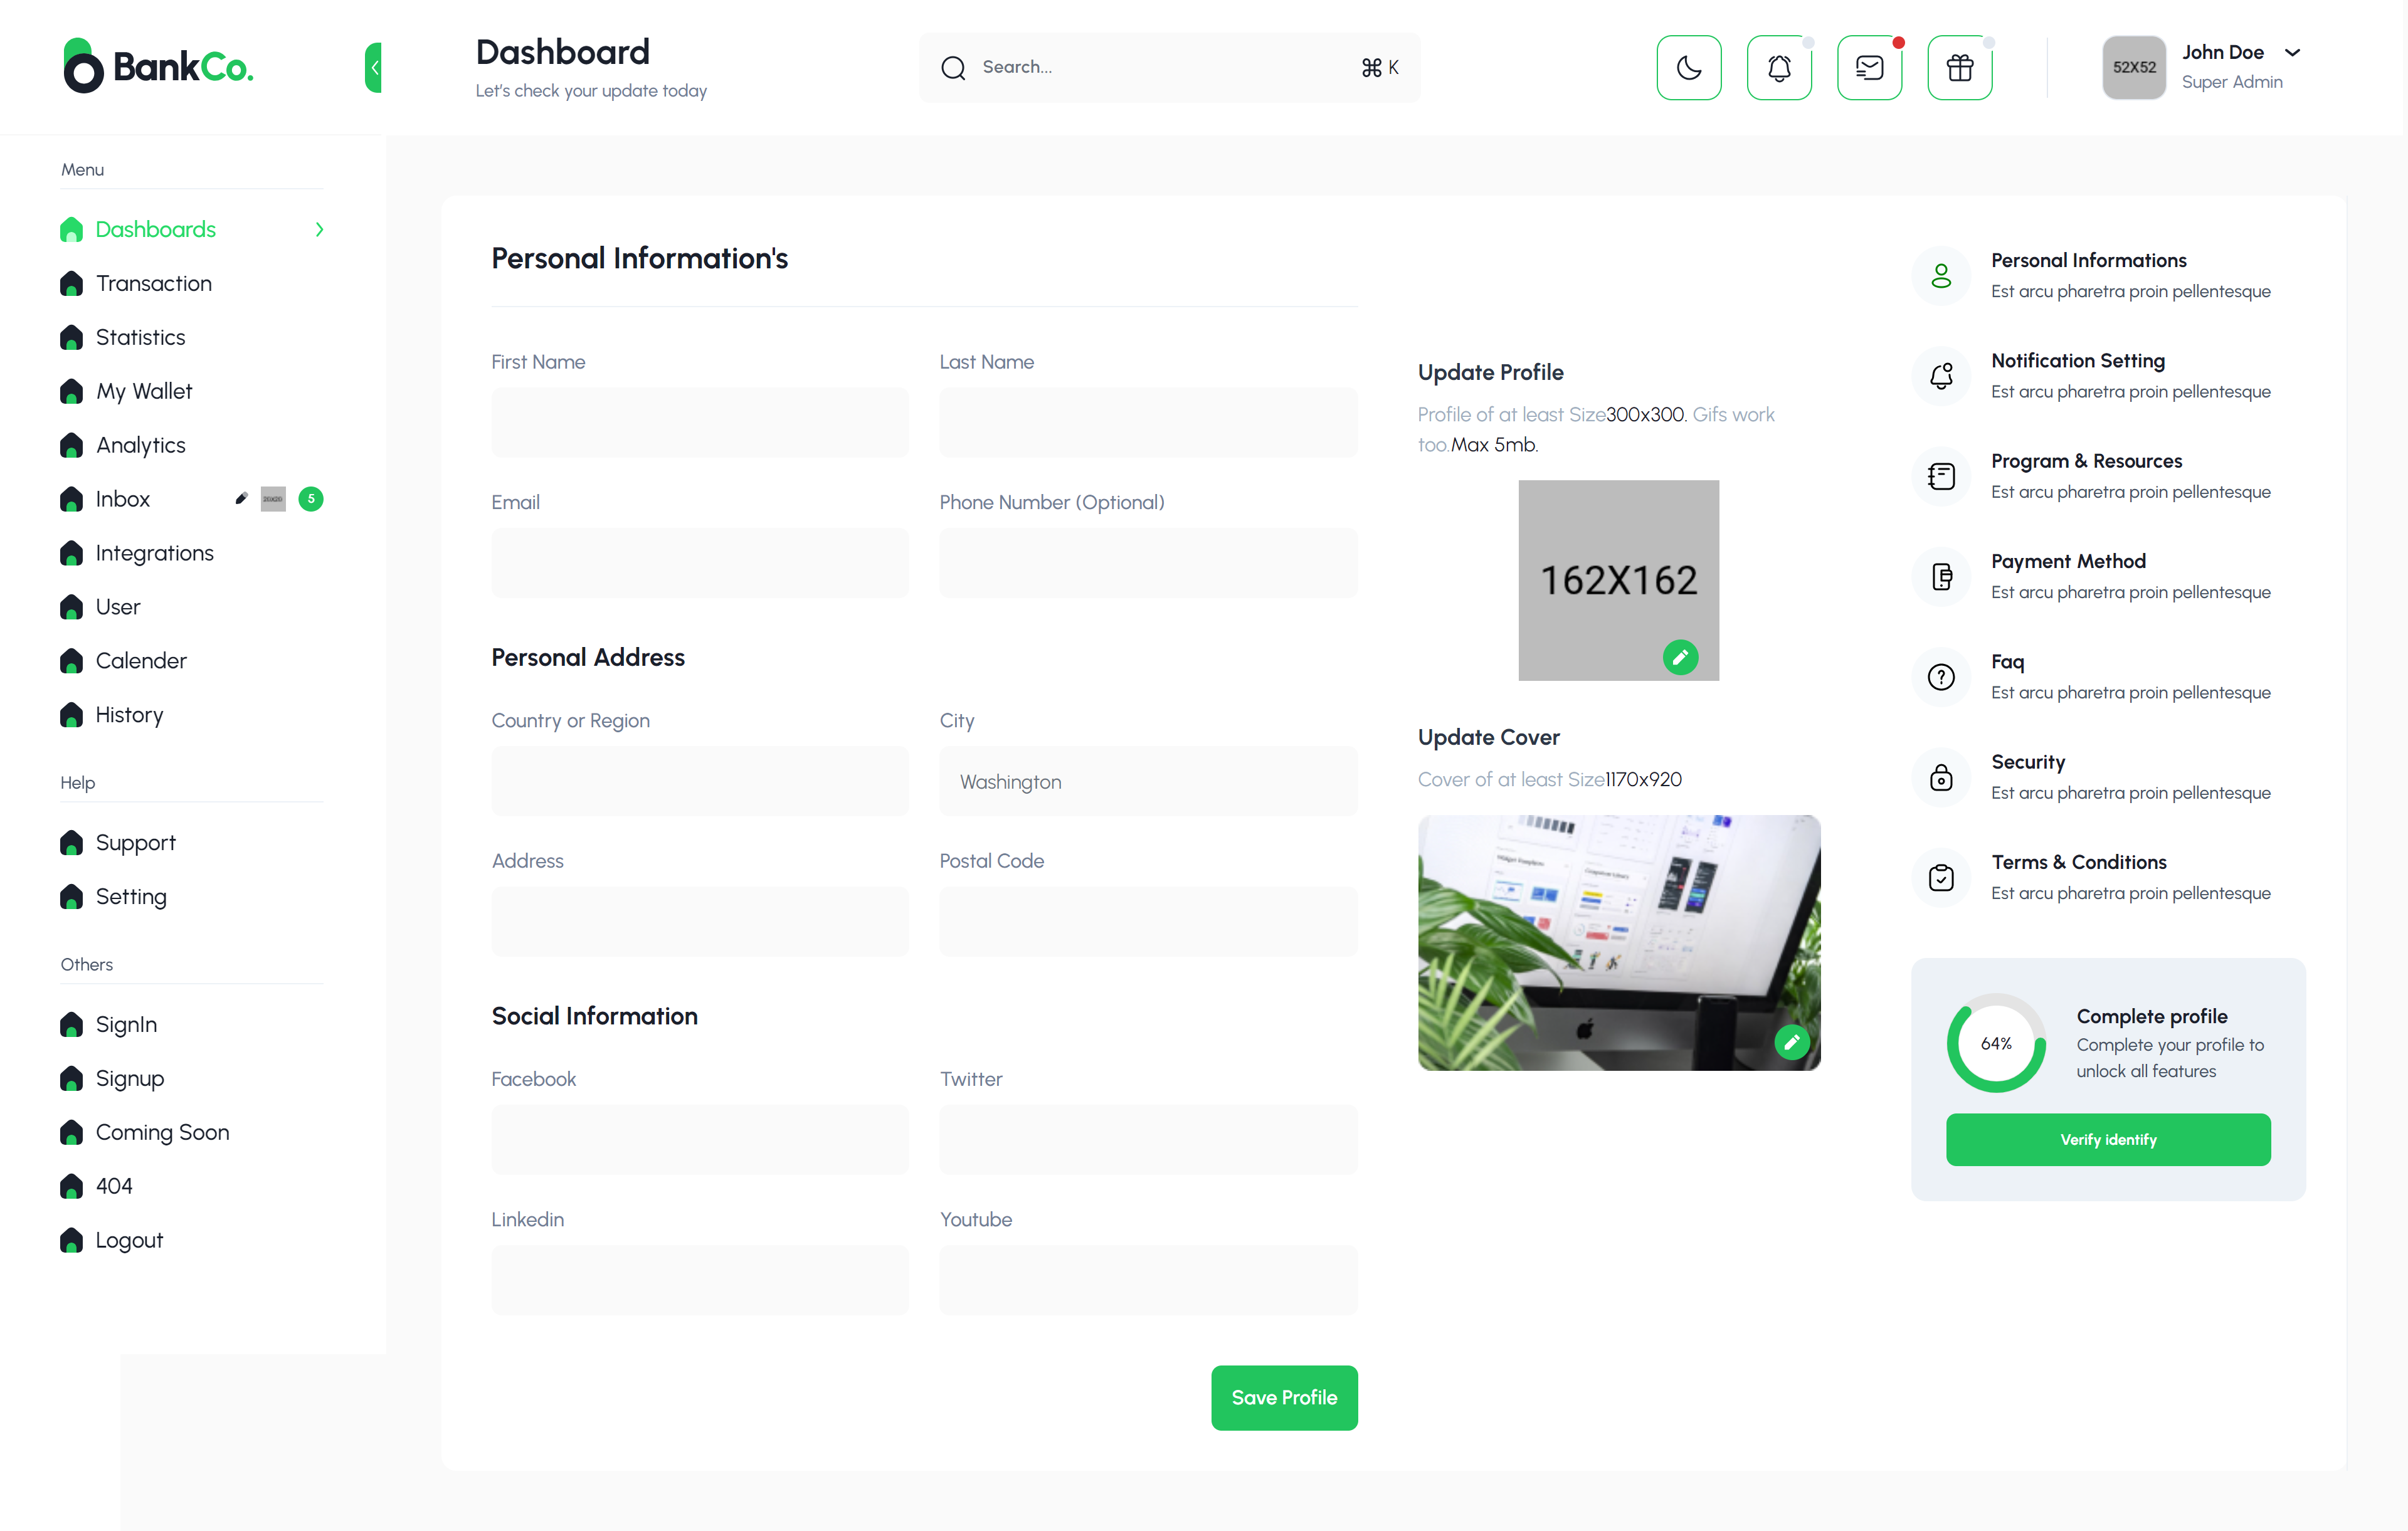 BankCo.
Dashboard
Let's check your update today
Search...
⌘ K
52X52
John Doe
Super Admin
Menu
Dashboards
Transaction
Statistics
My Wallet
Analytics
Inbox
20X20
5
Integrations
User
Calender
History
Help
Support
Setting
Others
SignIn
Signup
Coming Soon
404
Logout
Personal Information's
First Name
Last Name
Email
Phone Number (Optional)
Personal Address
Country or Region
City
Washington
Address
Postal Code
Social Information
Facebook
Twitter
Linkedin
Youtube
Save Profile
Update Profile
Profile of at least Size300x300. Gifs work
too.Max 5mb.
162X162
Update Cover
Cover of at least Size1170x920
Personal Informations
Est arcu pharetra proin pellentesque
Notification Setting
Est arcu pharetra proin pellentesque
Program & Resources
Est arcu pharetra proin pellentesque
Payment Method
Est arcu pharetra proin pellentesque
Faq
Est arcu pharetra proin pellentesque
Security
Est arcu pharetra proin pellentesque
Terms & Conditions
Est arcu pharetra proin pellentesque
64%
Complete profile
Complete your profile to
unlock all features
Verify identify